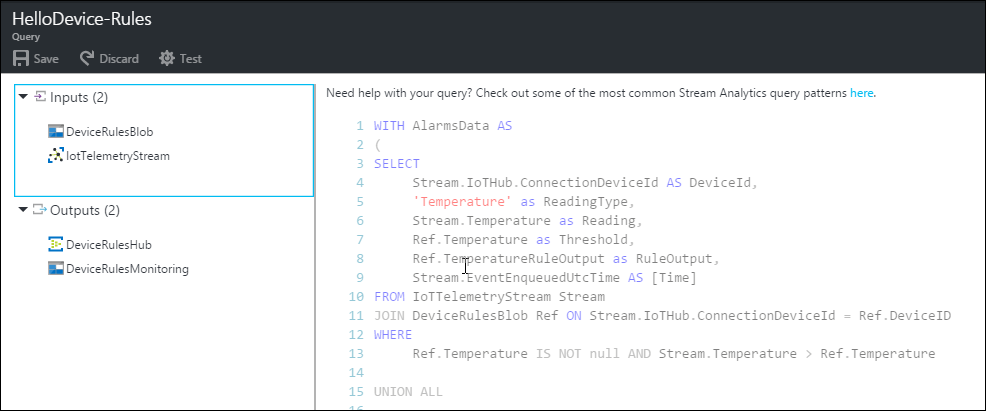 HelloDevice-Rules
Query
Save Discard Test
Inputs (2)
DeviceRulesBlob
IotTelemetryStream
Outputs (2)
DeviceRulesHub
DeviceRulesMonitoring
Need help with your query? Check out some of the most common Stream Analytics query patterns here.
1 WITH AlarmsData AS
2 (
3 SELECT
4 Stream.IoTHub.ConnectionDeviceId AS DeviceId,
5 'Temperature' as ReadingType,
6 Stream.Temperature as Reading,
7 Ref.Temperature as Threshold,
8 Ref.TemperatureRuleOutput as RuleOutput,
9 Stream.EventEnqueuedUtcTime AS [Time]
10 FROM IoTTelemetryStream Stream
11 JOIN DeviceRulesBlob Ref ON Stream.IoTHub.ConnectionDeviceId = Ref.DeviceID
12 WHERE
13 Ref.Temperature IS NOT null AND Stream.Temperature > Ref.Temperature
14
15 UNION ALL
16